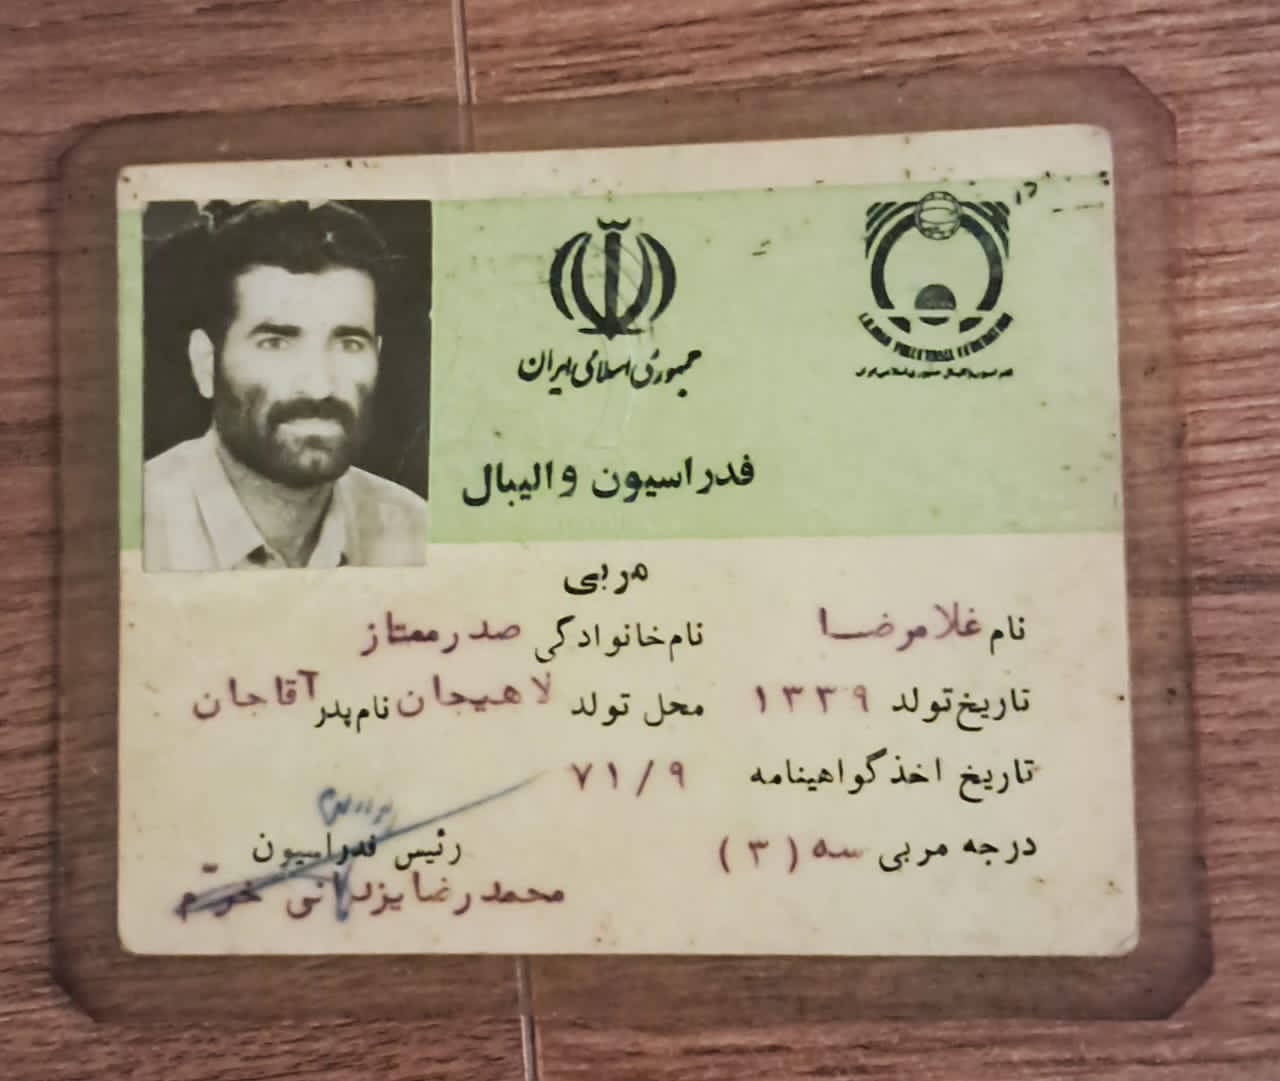 جمهوری اسلامی ایران
فدراسیون والیبال
مربی
نام غلامرضا نام خانوادگی صدرممتاز
تاریخ تولد ۱۳۳۹ محل تولد لاهیجان نام پدر آقاجان
تاریخ اخذ گواهینامه ۷۱/۹
درجه مربی سه (۳)
رئیس فدراسیون
محمدرضا یزدانی خرّم